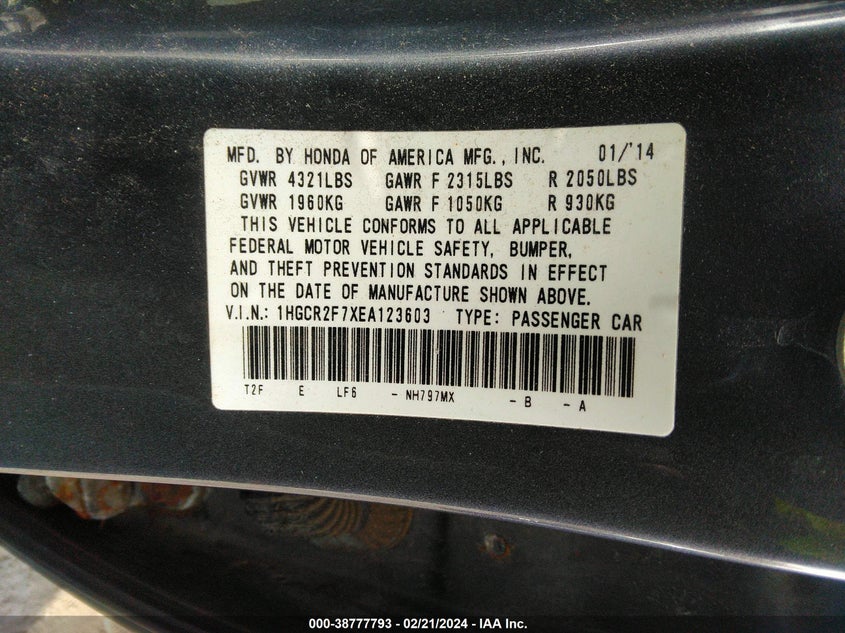 MFD. BY HONDA OF AMERICA MFG., INC. 01/'14
GVWR 4321LBS GAWR F 2315LBS R 2050LBS
GVWR 1960KG GAWR F 1050KG R 930KG
THIS VEHICLE CONFORMS TO ALL APPLICABLE
FEDERAL MOTOR VEHICLE SAFETY, BUMPER,
AND THEFT PREVENTION STANDARDS IN EFFECT
ON THE DATE OF MANUFACTURE SHOWN ABOVE.
V.I.N.: 1HGCR2F7XEA123603 TYPE: PASSENGER CAR
T2F E LF6 - NH797MX - B - A
000-38777793 - 02/21/2024 - IAA Inc.